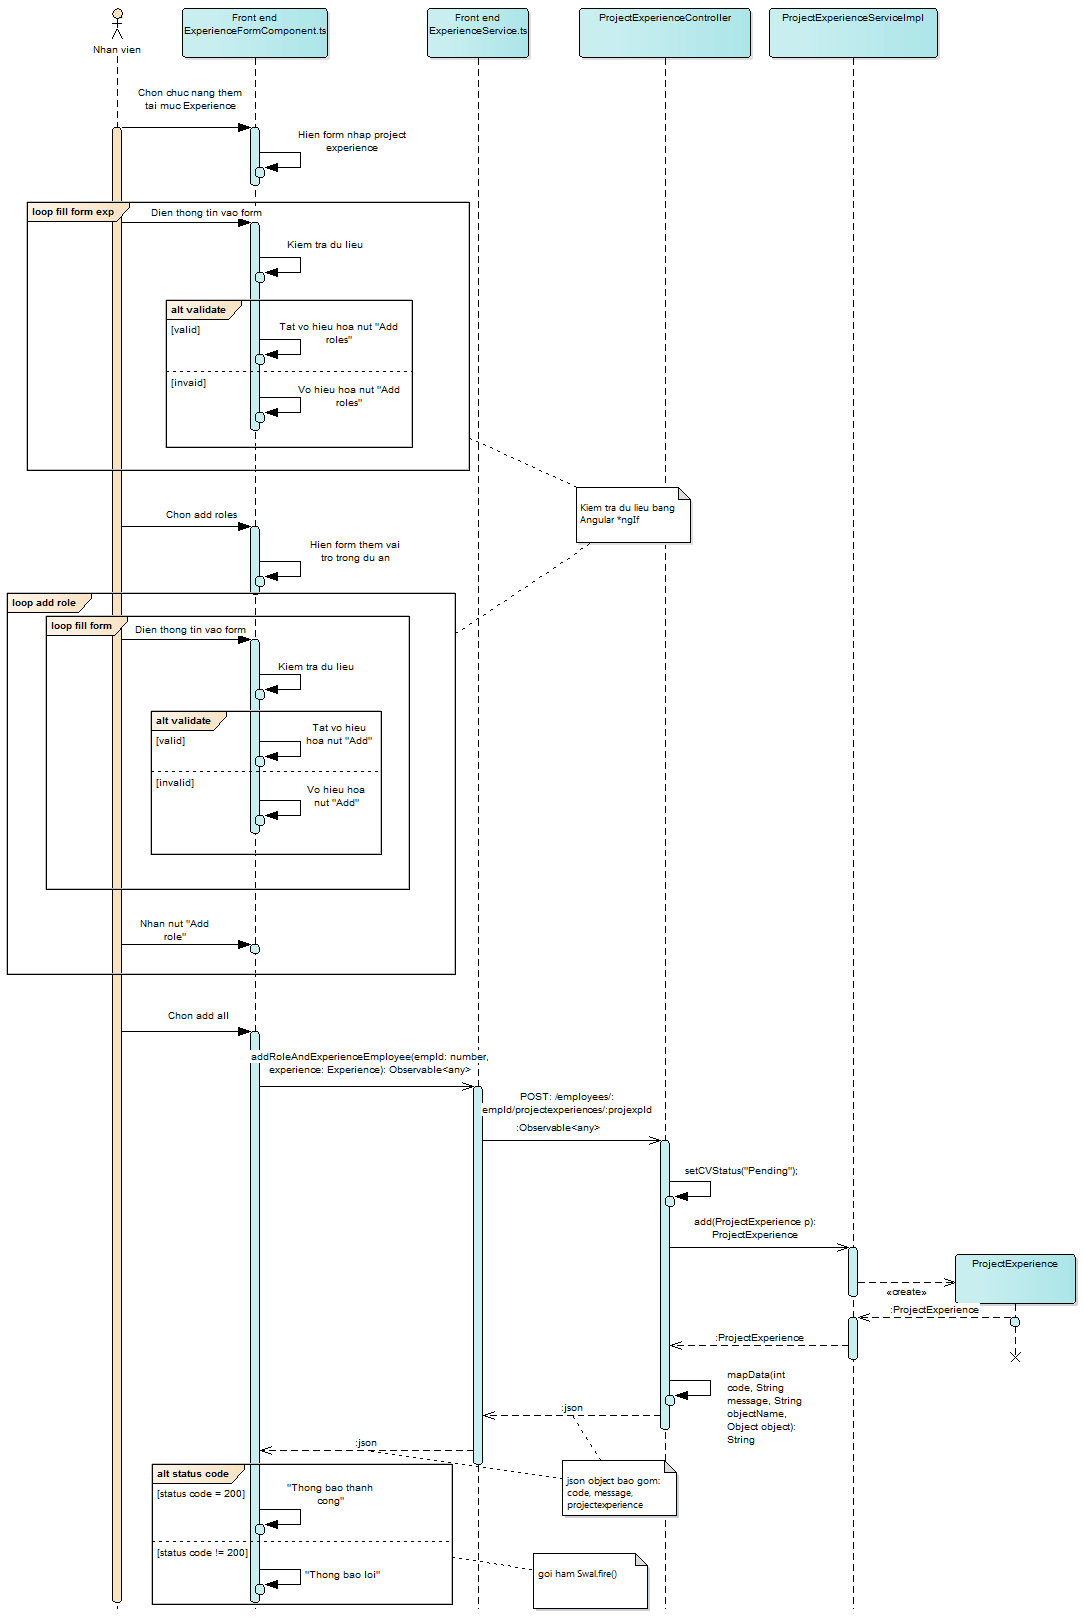 Front end
ExperienceFormComponent.ts
Front end
ExperienceService.ts
ProjectExperienceController
ProjectExperienceServiceImpl
Nhan vien
Chon chuc nang them
tai muc Experience
Hien form nhap project
experience
loop fill form exp
Dien thong tin vao form
Kiem tra du lieu
alt validate
[valid]
Tat vo hieu hoa nut "Add
roles"
[invaid]
Vo hieu hoa nut "Add
roles"
Kiem tra du lieu bang
Angular *ngIf
Chon add roles
Hien form them vai
tro trong du an
loop add role
loop fill form
Dien thong tin vao form
Kiem tra du lieu
alt validate
[valid]
Tat vo hieu
hoa nut "Add"
[invalid]
Vo hieu hoa
nut "Add"
Nhan nut "Add
role"
Chon add all
addRoleAndExperienceEmployee(empId: number,
experience: Experience): Observable<any>
POST: /employees/:
empId/projectexperiences/:projexpId
:Observable<any>
setCVStatus("Pending");
add(ProjectExperience p):
ProjectExperience
ProjectExperience
«create»
:ProjectExperience
:ProjectExperience
mapData(int
code, String
message, String
objectName,
Object object):
String
:json
:json
json object bao gom:
code, message,
projectexperience
alt status code
[status code = 200]
"Thong bao thanh
cong"
[status code != 200]
"Thong bao loi"
goi ham Swal.fire()